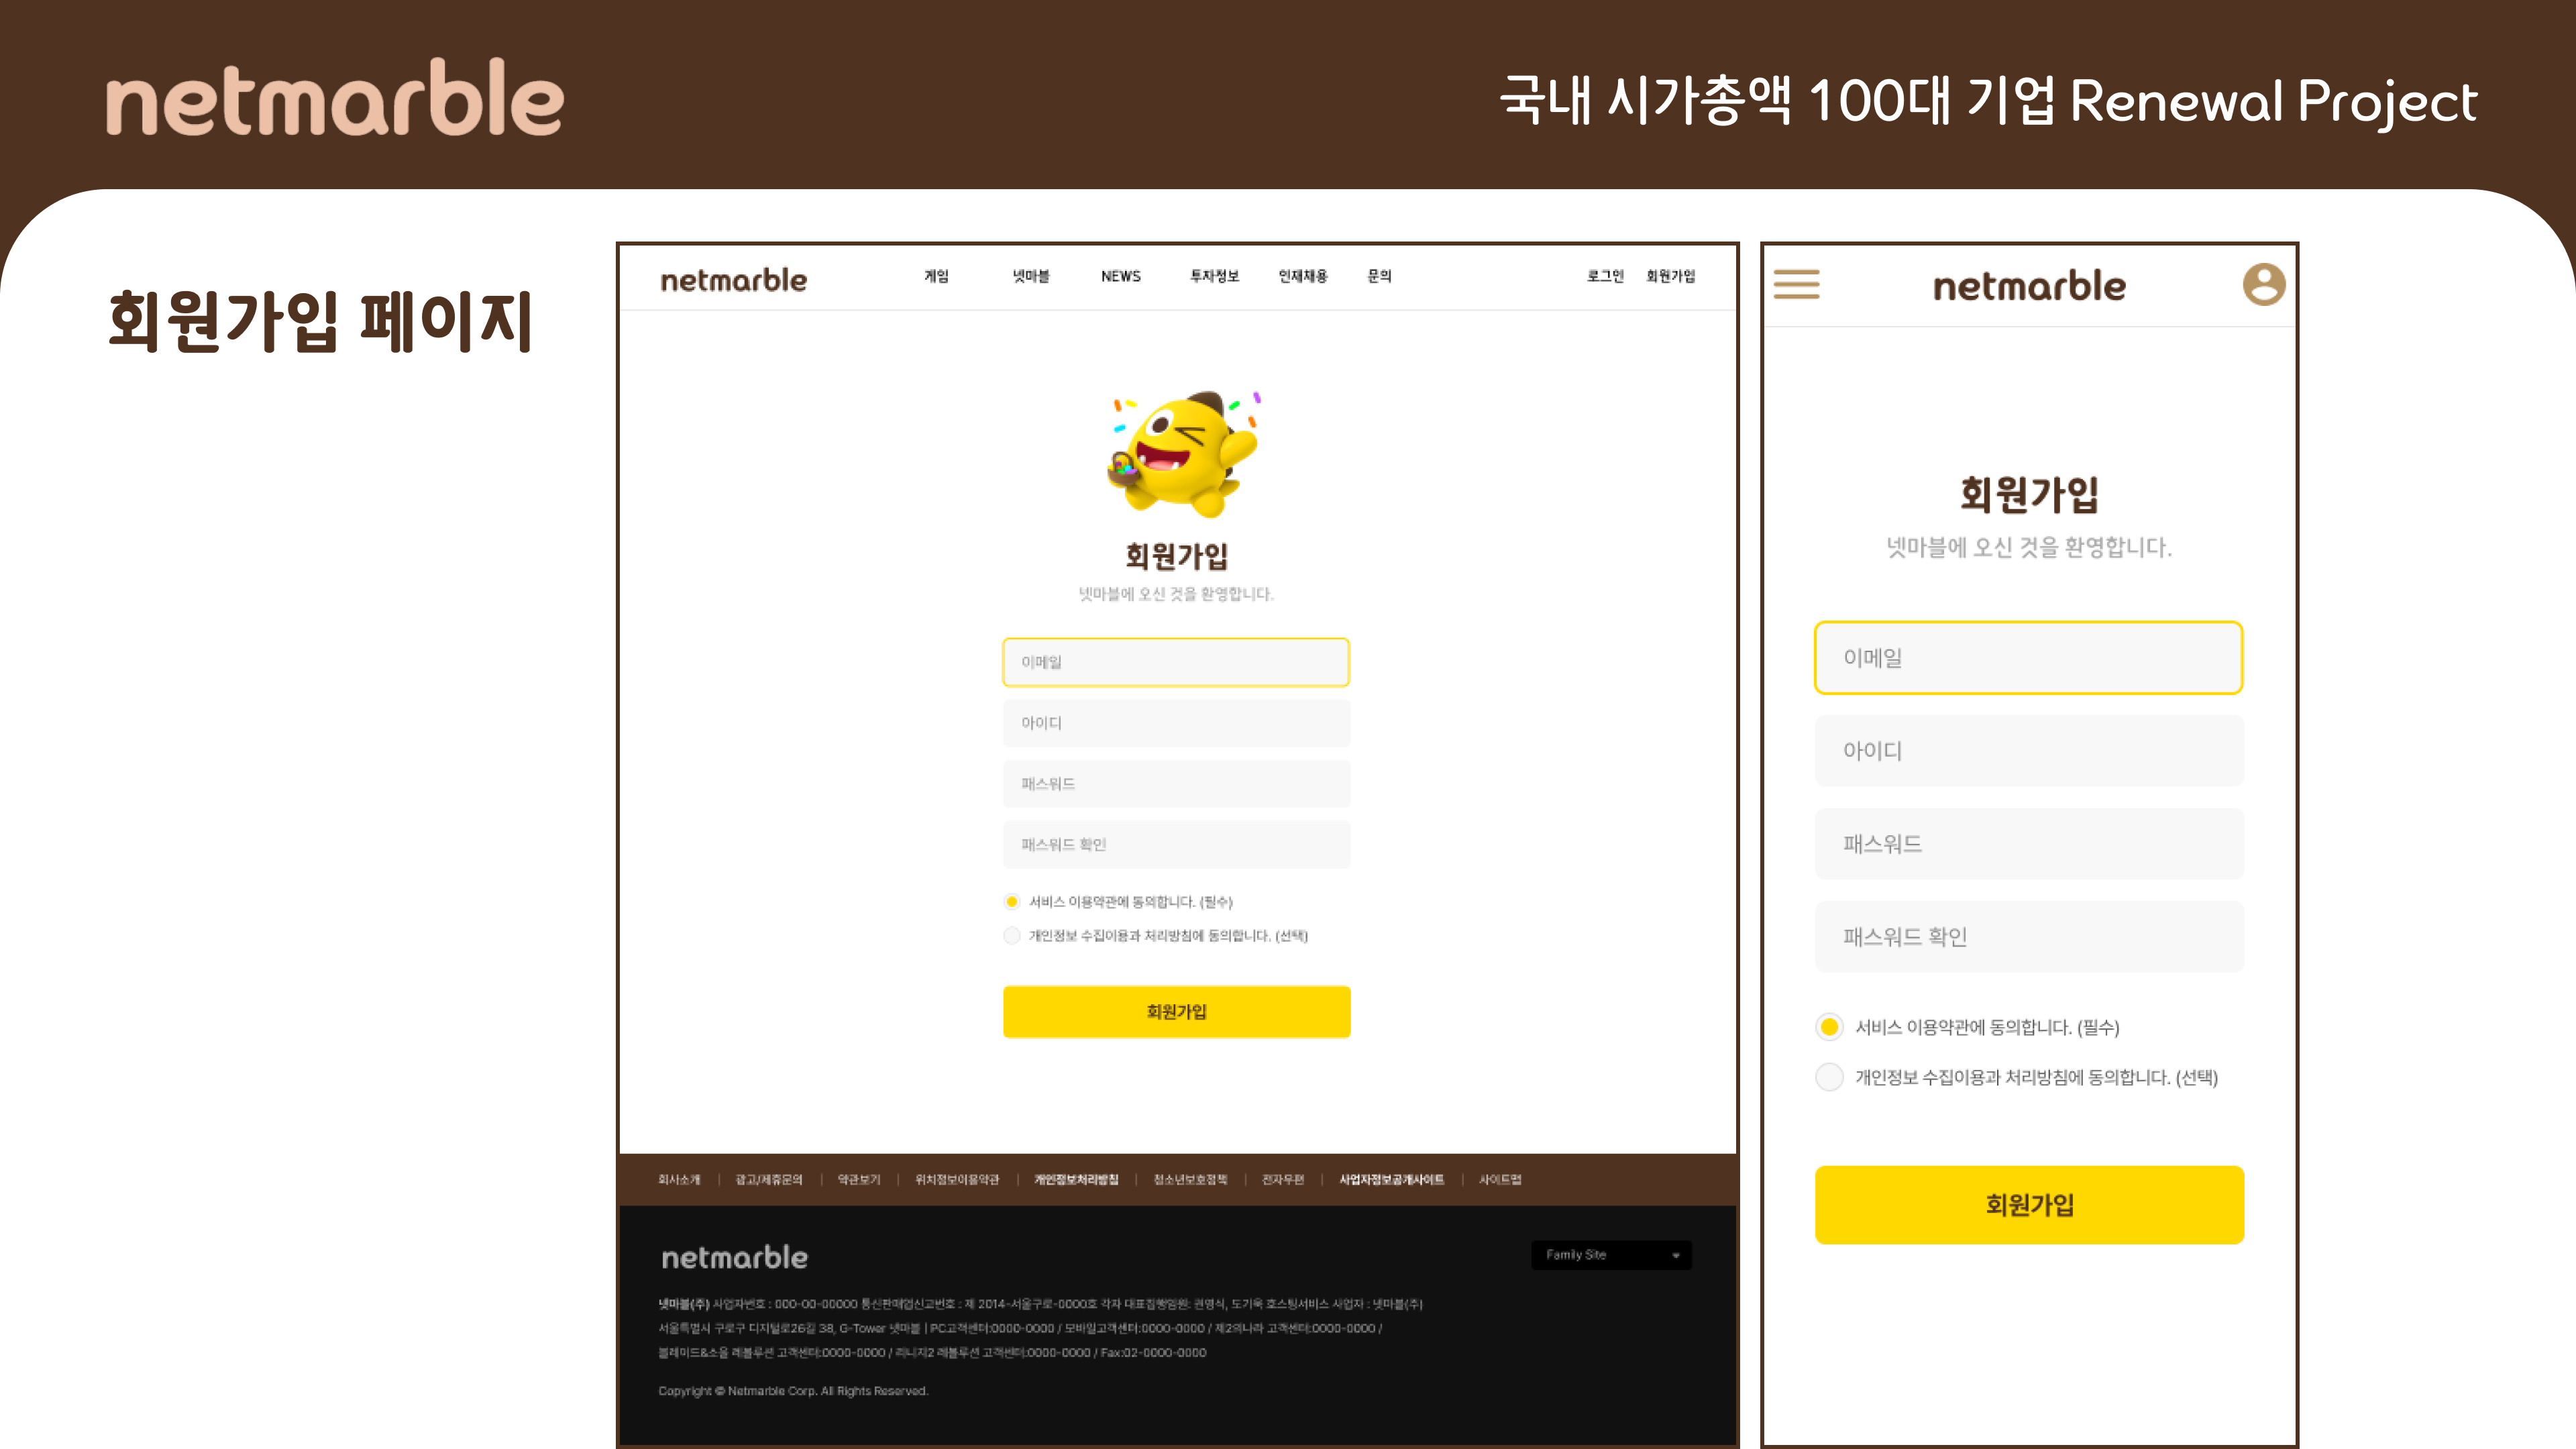 netmarble
국내 시가총액 100대 기업 Renewal Project
회원가입 페이지
netmarble 게임 넷마블 NEWS 투자정보 인재채용 문의 로그인 회원가입
회원가입
넷마블에 오신 것을 환영합니다.
이메일
아이디
패스워드
패스워드 확인
서비스 이용약관에 동의합니다. (필수)
개인정보 수집이용과 처리방침에 동의합니다. (선택)
회원가입
회사소개 | 광고/제휴문의 | 약관보기 | 위치정보이용약관 | 개인정보처리방침 | 청소년보호정책 | 전자우편 | 사업자정보공개사이트 | 사이트맵
netmarble
Family Site
넷마블(주) 사업자번호 : 000-00-00000 통신판매업신고번호 : 제 2014-서울구로-0000호 각자 대표집행임원: 권영식, 도기욱 호스팅서비스 사업자 : 넷마블(주)
서울특별시 구로구 디지털로26길 38, G-Tower 넷마블 | PC고객센터:0000-0000 / 모바일고객센터:0000-0000 / 제2의나라 고객센터:0000-0000 /
블레이드&소울 레볼루션 고객센터:0000-0000 / 리니지2 레볼루션 고객센터:0000-0000 / Fax:02-0000-0000
Copyright © Netmarble Corp. All Rights Reserved.
netmarble
회원가입
넷마블에 오신 것을 환영합니다.
이메일
아이디
패스워드
패스워드 확인
서비스 이용약관에 동의합니다. (필수)
개인정보 수집이용과 처리방침에 동의합니다. (선택)
회원가입